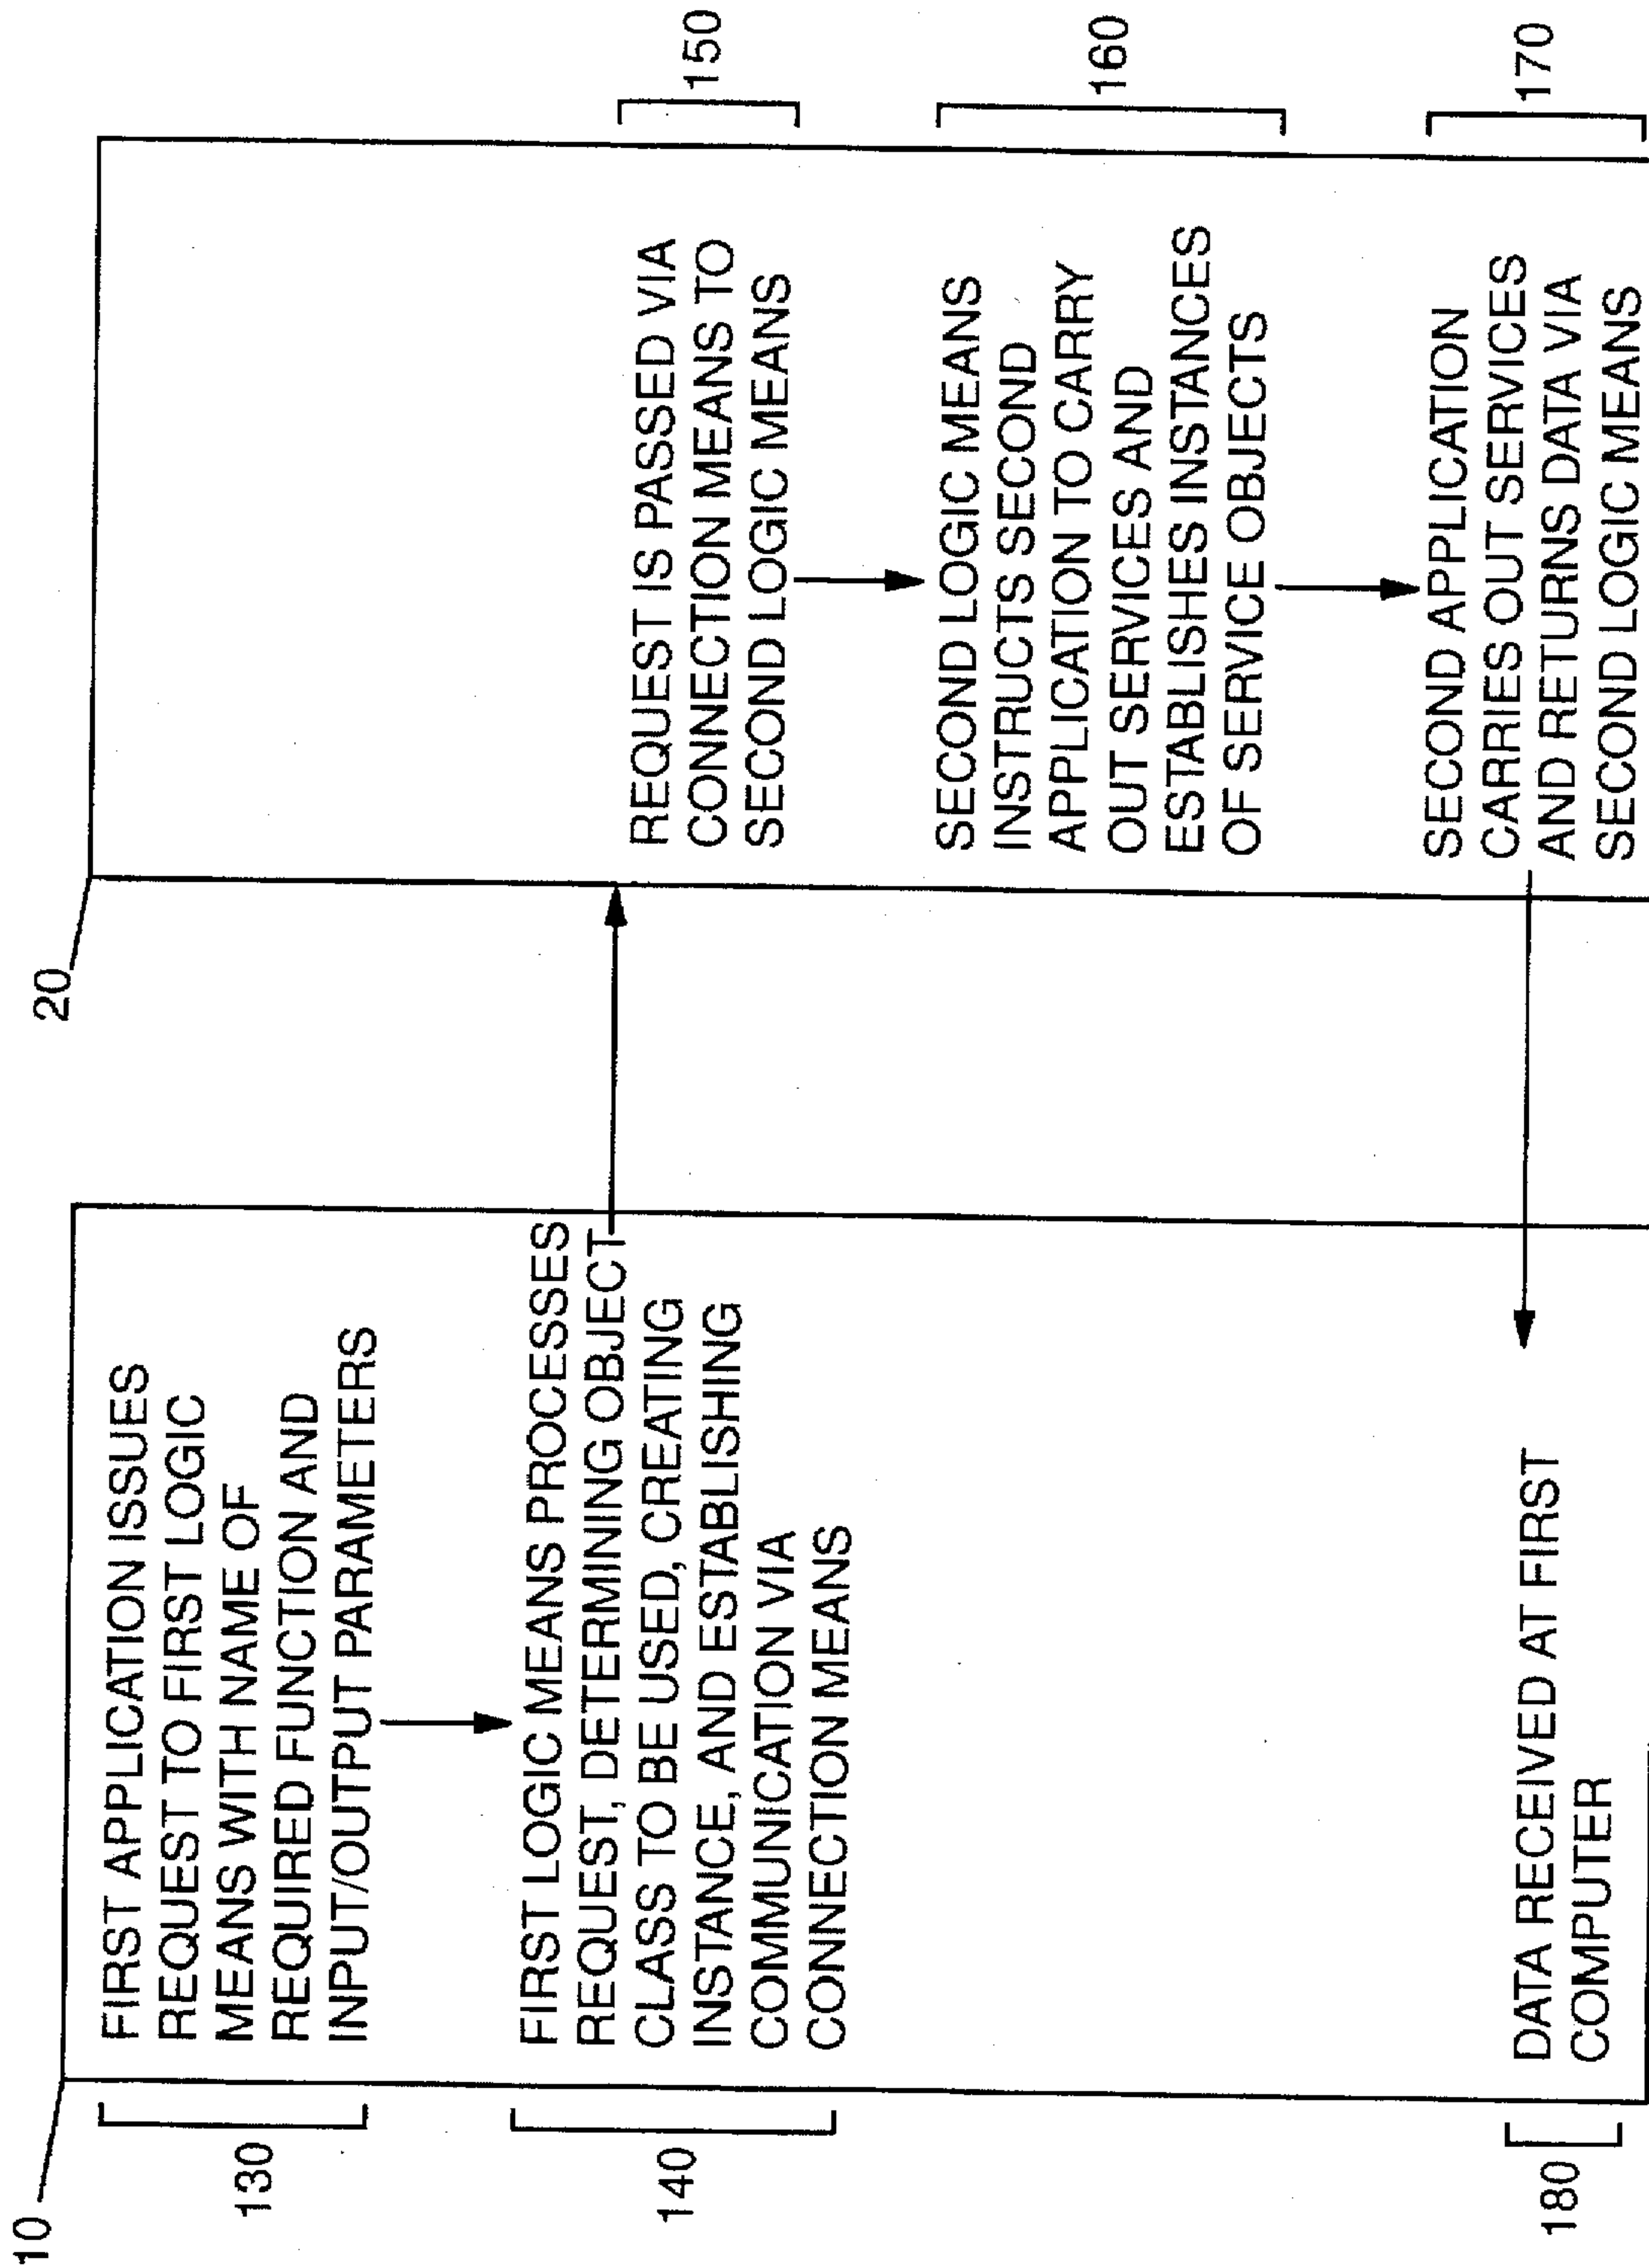 10
130
FIRST APPLICATION ISSUES
REQUEST TO FIRST LOGIC
MEANS WITH NAME OF
REQUIRED FUNCTION AND
INPUT/OUTPUT PARAMETERS
140
FIRST LOGIC MEANS PROCESSES
REQUEST, DETERMINING OBJECT
CLASS TO BE USED, CREATING
INSTANCE, AND ESTABLISHING
COMMUNICATION VIA
CONNECTION MEANS
20
REQUEST IS PASSED VIA
CONNECTION MEANS TO
SECOND LOGIC MEANS
150
SECOND LOGIC MEANS
INSTRUCTS SECOND
APPLICATION TO CARRY
OUT SERVICES AND
ESTABLISHES INSTANCES
OF SERVICE OBJECTS
160
SECOND APPLICATION
CARRIES OUT SERVICES
AND RETURNS DATA VIA
SECOND LOGIC MEANS
170
180
DATA RECEIVED AT FIRST
COMPUTER